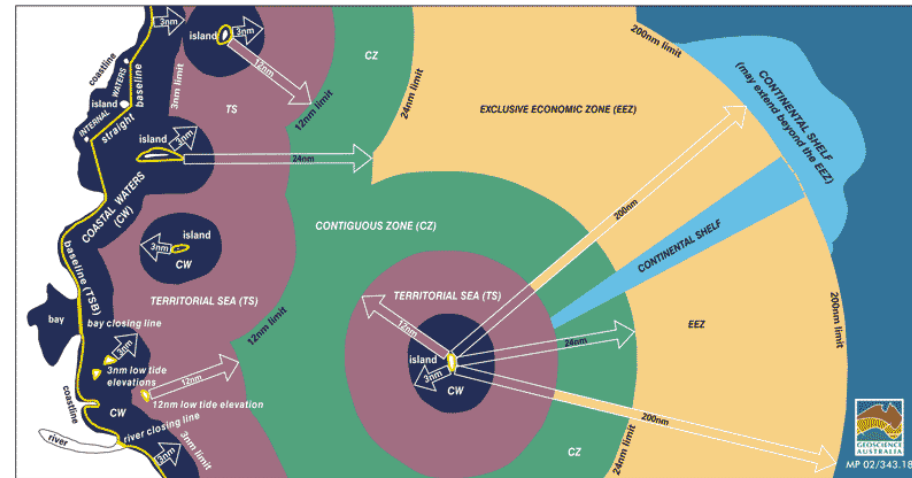 3nm
island
3nm
12nm
coastline
INTERNAL WATERS
island
straight baseline
3nm limit
TS
12nm limit
CZ
24nm limit
200nm limit
CONTINENTAL SHELF
(may extend beyond the EEZ)
EXCLUSIVE ECONOMIC ZONE (EEZ)
island
3nm
24nm
COASTAL WATERS
(CW)
island
3nm
CW
200nm
CONTIGUOUS ZONE (CZ)
CONTINENTAL SHELF
baseline (TSB)
TERRITORIAL SEA (TS)
TERRITORIAL SEA (TS)
12nm
bay
bay closing line
3nm
3nm low tide
elevations
12nm
12nm limit
12nm low tide elevation
island
3nm
CW
24nm
EEZ
200nm limit
200nm
coastline
CW
river
river closing line
3nm
3nm limit
CZ
24nm limit
GEOSCIENCE
AUSTRALIA
MP 02/343.18